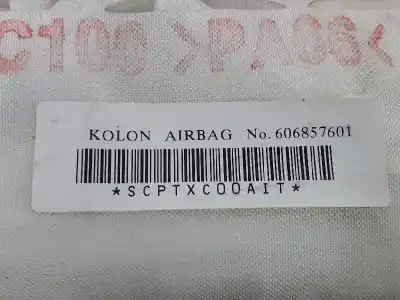 C100 >PA66<
KOLON AIRBAG No. 606857601
*SCPTXC00AIT*